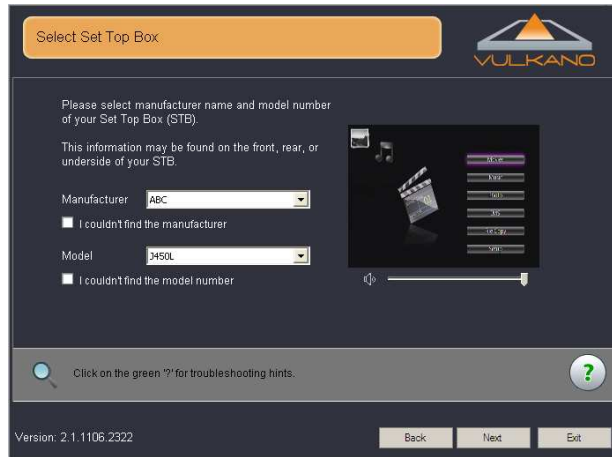 Select Set Top Box
VULKANO
Please select manufacturer name and model number
of your Set Top Box (STB).
This information may be found on the front, rear, or
underside of your STB.
Manufacturer
ABC
I couldn't find the manufacturer
Model
J450L
I couldn't find the model number
Click on the green '?' for troubleshooting hints.
?
Version: 2.1.1106.2322
Back
Next
Exit